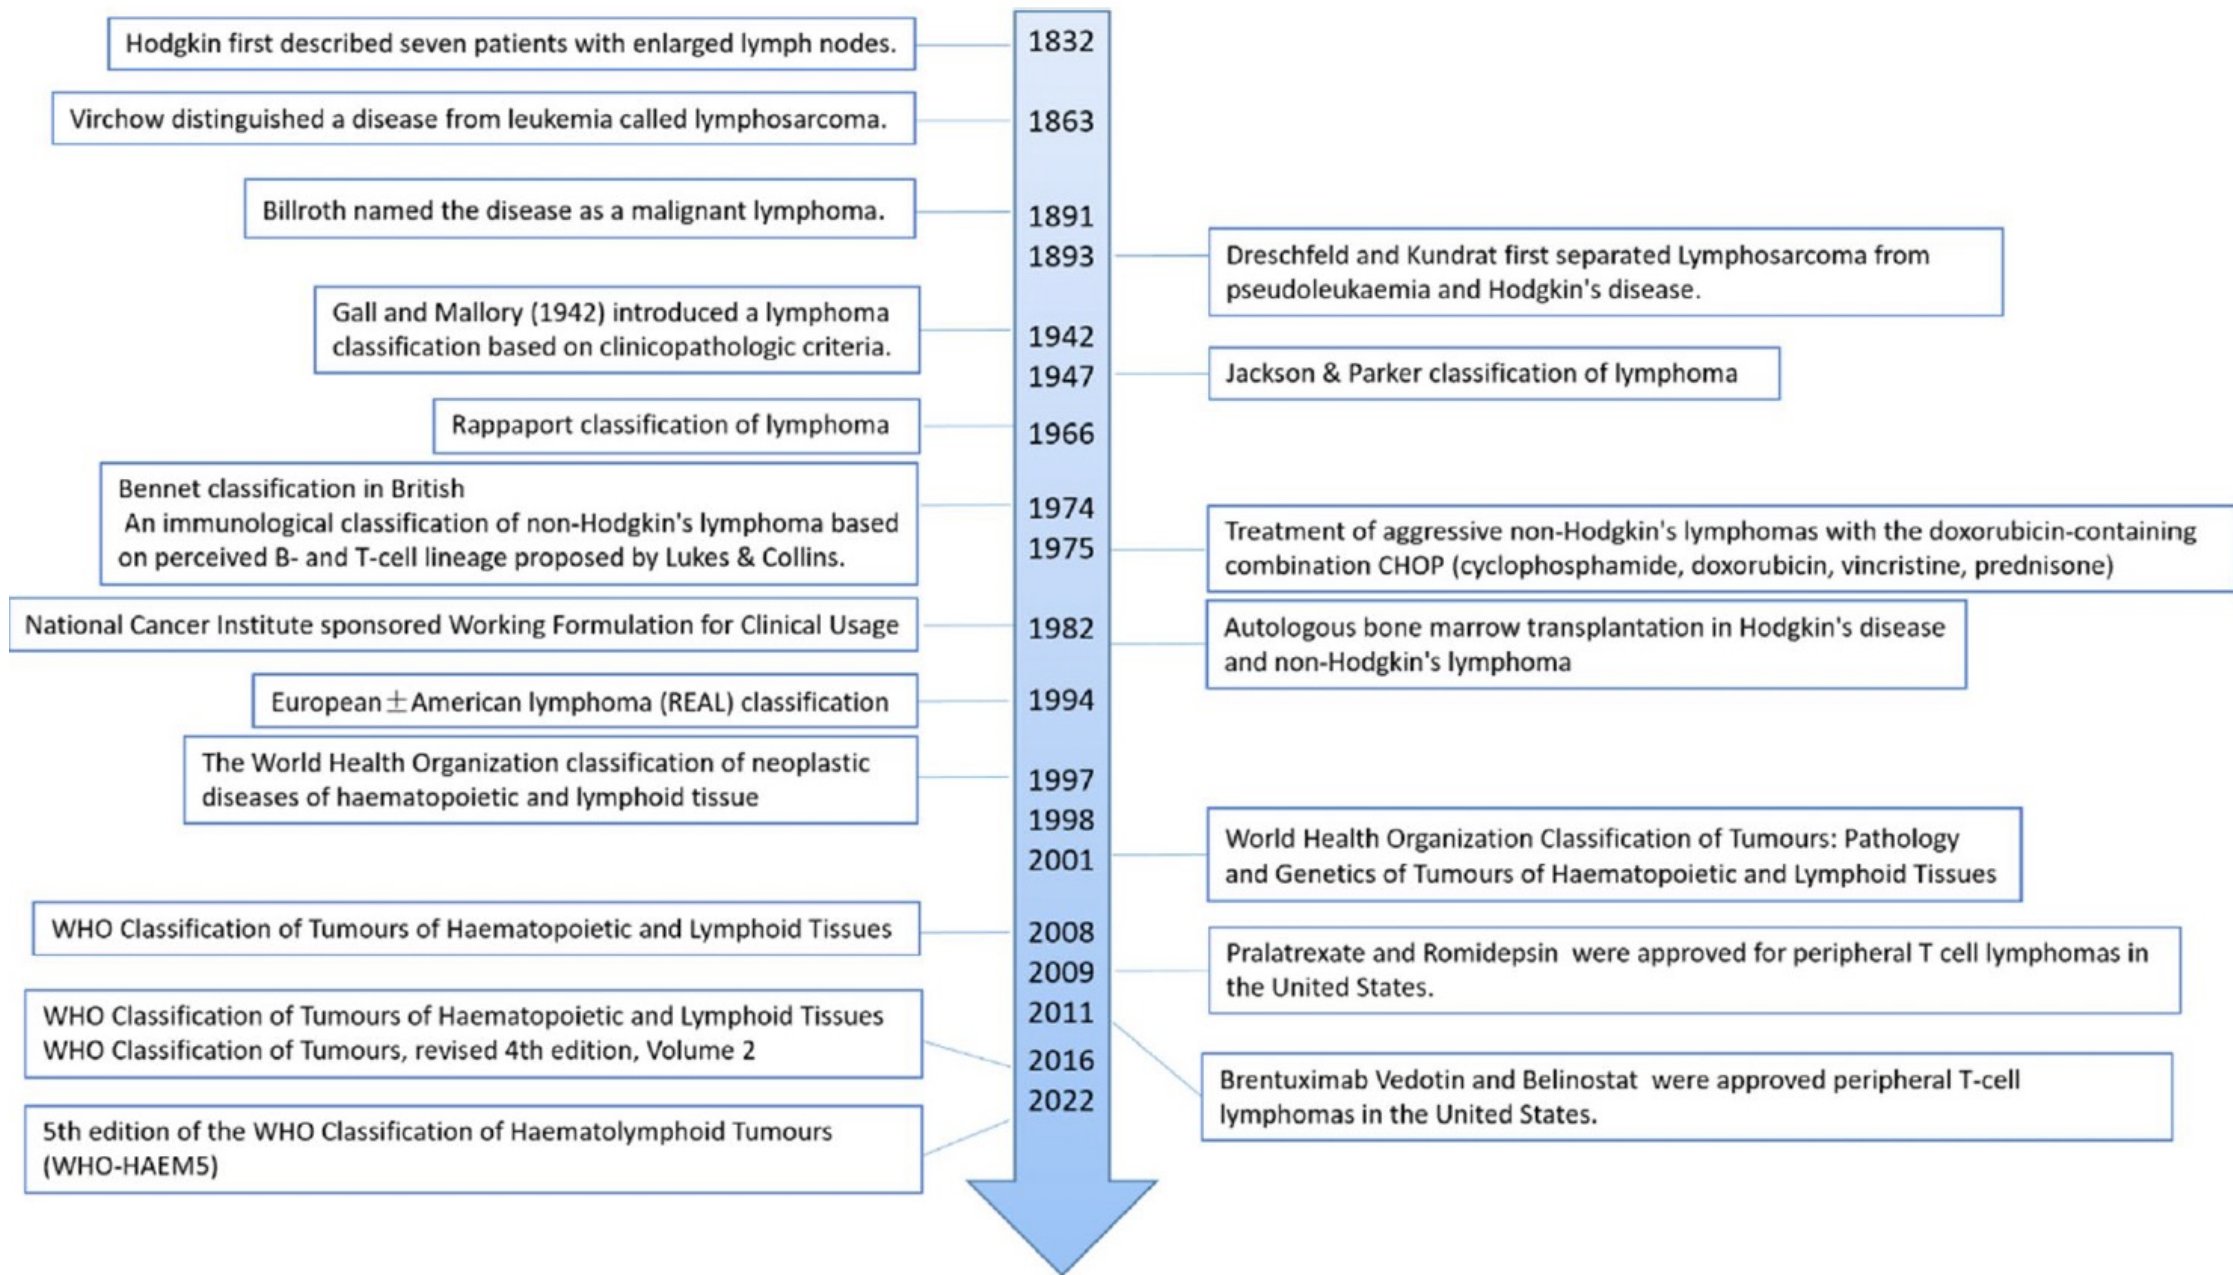 Hodgkin first described seven patients with enlarged lymph nodes.
1832
Virchow distinguished a disease from leukemia called lymphosarcoma.
1863
Billroth named the disease as a malignant lymphoma.
1891
1893
Dreschfeld and Kundrat first separated Lymphosarcoma from
pseudoleukaemia and Hodgkin's disease.
Gall and Mallory (1942) introduced a lymphoma
classification based on clinicopathologic criteria.
1942
1947
Jackson & Parker classification of lymphoma
Rappaport classification of lymphoma
1966
Bennet classification in British
An immunological classification of non-Hodgkin's lymphoma based
on perceived B- and T-cell lineage proposed by Lukes & Collins.
1974
1975
Treatment of aggressive non-Hodgkin's lymphomas with the doxorubicin-containing
combination CHOP (cyclophosphamide, doxorubicin, vincristine, prednisone)
National Cancer Institute sponsored Working Formulation for Clinical Usage
1982
Autologous bone marrow transplantation in Hodgkin's disease
and non-Hodgkin's lymphoma
European±American lymphoma (REAL) classification
1994
The World Health Organization classification of neoplastic
diseases of haematopoietic and lymphoid tissue
1997
1998
2001
World Health Organization Classification of Tumours: Pathology
and Genetics of Tumours of Haematopoietic and Lymphoid Tissues
WHO Classification of Tumours of Haematopoietic and Lymphoid Tissues
2008
2009
Pralatrexate and Romidepsin were approved for peripheral T cell lymphomas in
the United States.
2011
WHO Classification of Tumours of Haematopoietic and Lymphoid Tissues
WHO Classification of Tumours, revised 4th edition, Volume 2
2016
Brentuximab Vedotin and Belinostat were approved peripheral T-cell
lymphomas in the United States.
2022
5th edition of the WHO Classification of Haematolymphoid Tumours
(WHO-HAEM5)